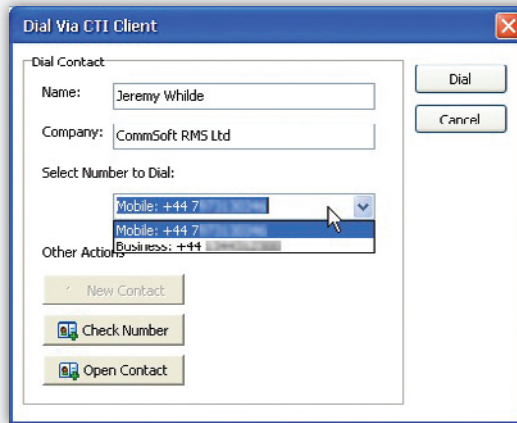 Dial Via CTI Client
Dial Contact
Name: Jeremy Whilde
Dial
Company: CommSoft RMS Ltd
Cancel
Select Number to Dial:
Mobile: +44 7
Mobile: +44 7
Business: +44
Other Actions
New Contact
Check Number
Open Contact